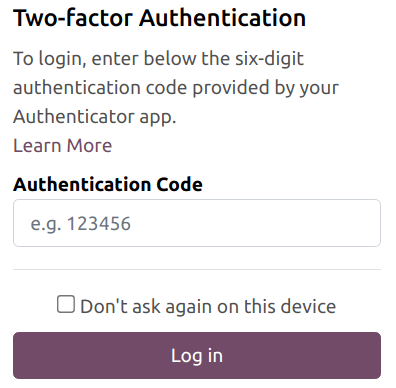 Two-factor Authentication
To login, enter below the six-digit
authentication code provided by your
Authenticator app.
Learn More
Authentication Code
e.g. 123456
Don't ask again on this device
Log in